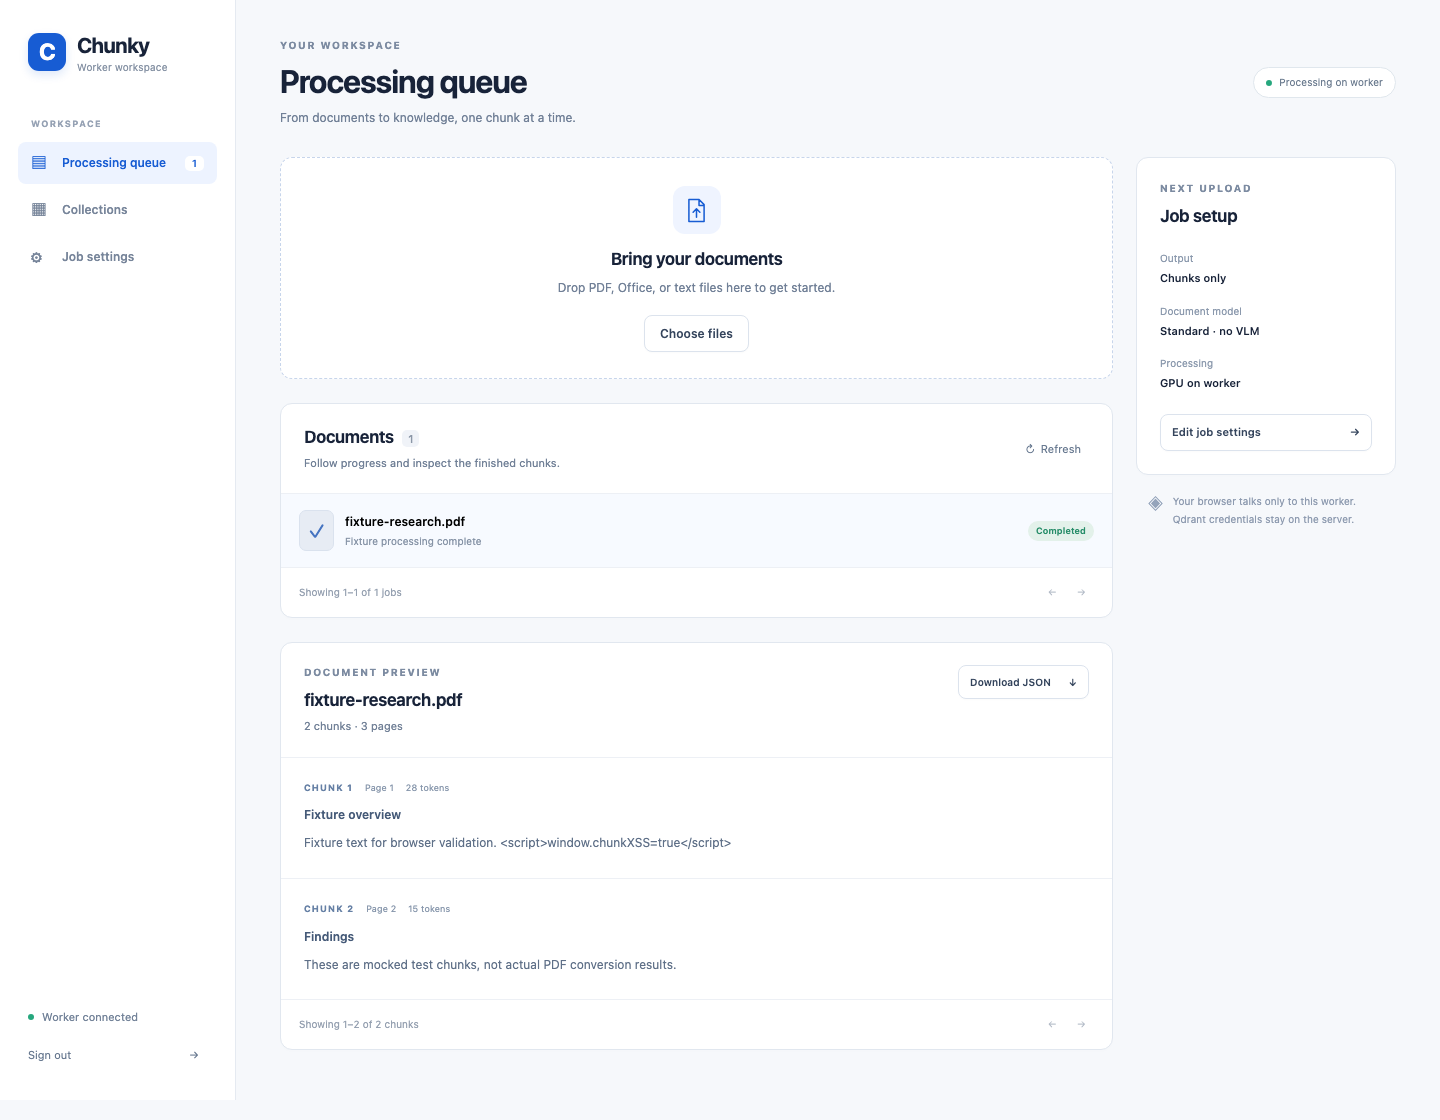 C
Chunky
Worker workspace
WORKSPACE
Processing queue 1
Collections
Job settings
Worker connected
Sign out →
YOUR WORKSPACE
Processing queue
From documents to knowledge, one chunk at a time.
Processing on worker
Bring your documents
Drop PDF, Office, or text files here to get started.
Choose files
Documents 1
Follow progress and inspect the finished chunks.
↻ Refresh
fixture-research.pdf
Fixture processing complete
Completed
Showing 1–1 of 1 jobs
← →
DOCUMENT PREVIEW
fixture-research.pdf
2 chunks · 3 pages
Download JSON ↓
CHUNK 1 Page 1 28 tokens
Fixture overview
Fixture text for browser validation. <script>window.chunkXSS=true</script>
CHUNK 2 Page 2 15 tokens
Findings
These are mocked test chunks, not actual PDF conversion results.
Showing 1–2 of 2 chunks
← →
NEXT UPLOAD
Job setup
Output
Chunks only
Document model
Standard · no VLM
Processing
GPU on worker
Edit job settings →
Your browser talks only to this worker.
Qdrant credentials stay on the server.